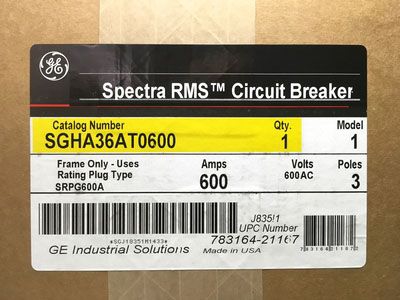 GE
Spectra RMS™ Circuit Breaker
Catalog Number Qty. Model
SGHA36AT0600 1 1
Frame Only - Uses Amps Volts Poles
Rating Plug Type 600 600AC 3
SRPG600A
J835/1
*SGJ18351M1433* UPC Number
GE Industrial Solutions 783164-21167
Made in USA